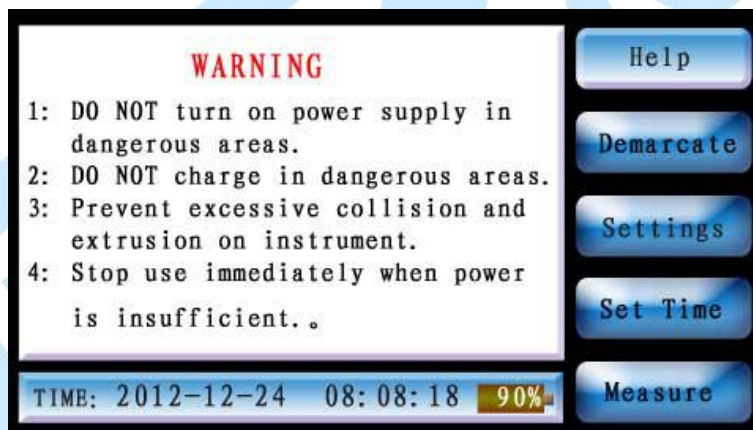 WARNING
1: DO NOT turn on power supply in
dangerous areas.
2: DO NOT charge in dangerous areas.
3: Prevent excessive collision and
extrusion on instrument.
4: Stop use immediately when power
is insufficient.。
TIME: 2012-12-24 08:08:18 90%
Help
Demarcate
Settings
Set Time
Measure